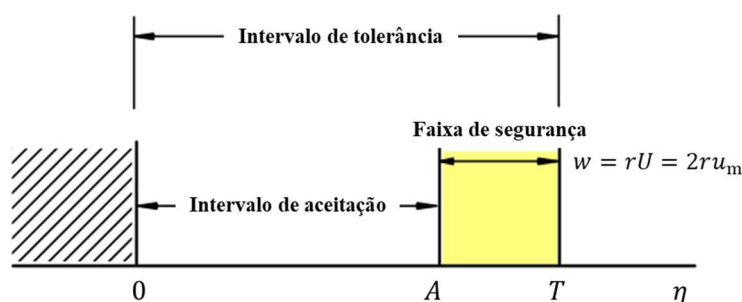 Intervalo de tolerância
Faixa de segurança
w = rU = 2ru_m
Intervalo de aceitação
0 A T η